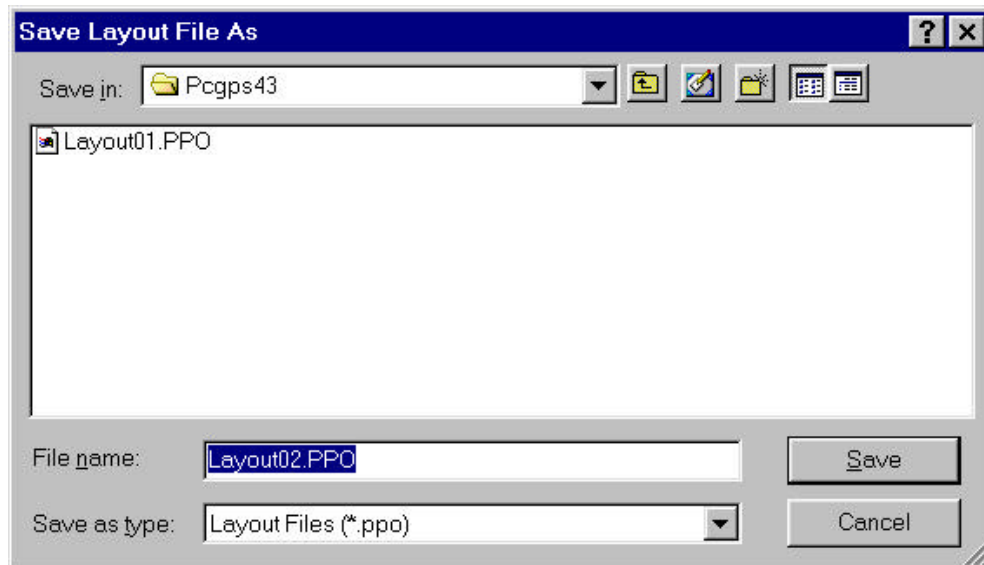 Save Layout File As
Save in: Pcgps43
Layout01.PPO
File name: Layout02.PPO Save
Save as type: Layout Files (*.ppo) Cancel